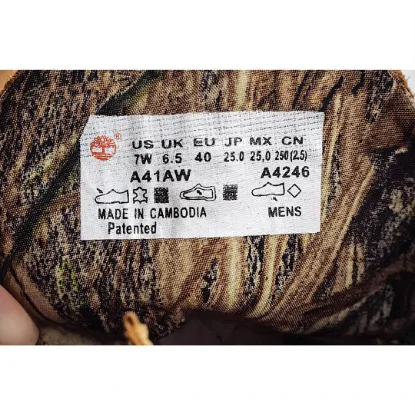 US UK EU JP MX CN
7W 6.5 40 25.0 25,0 250(2.5)
A41AW A4246
MADE IN CAMBODIA MENS
Patented